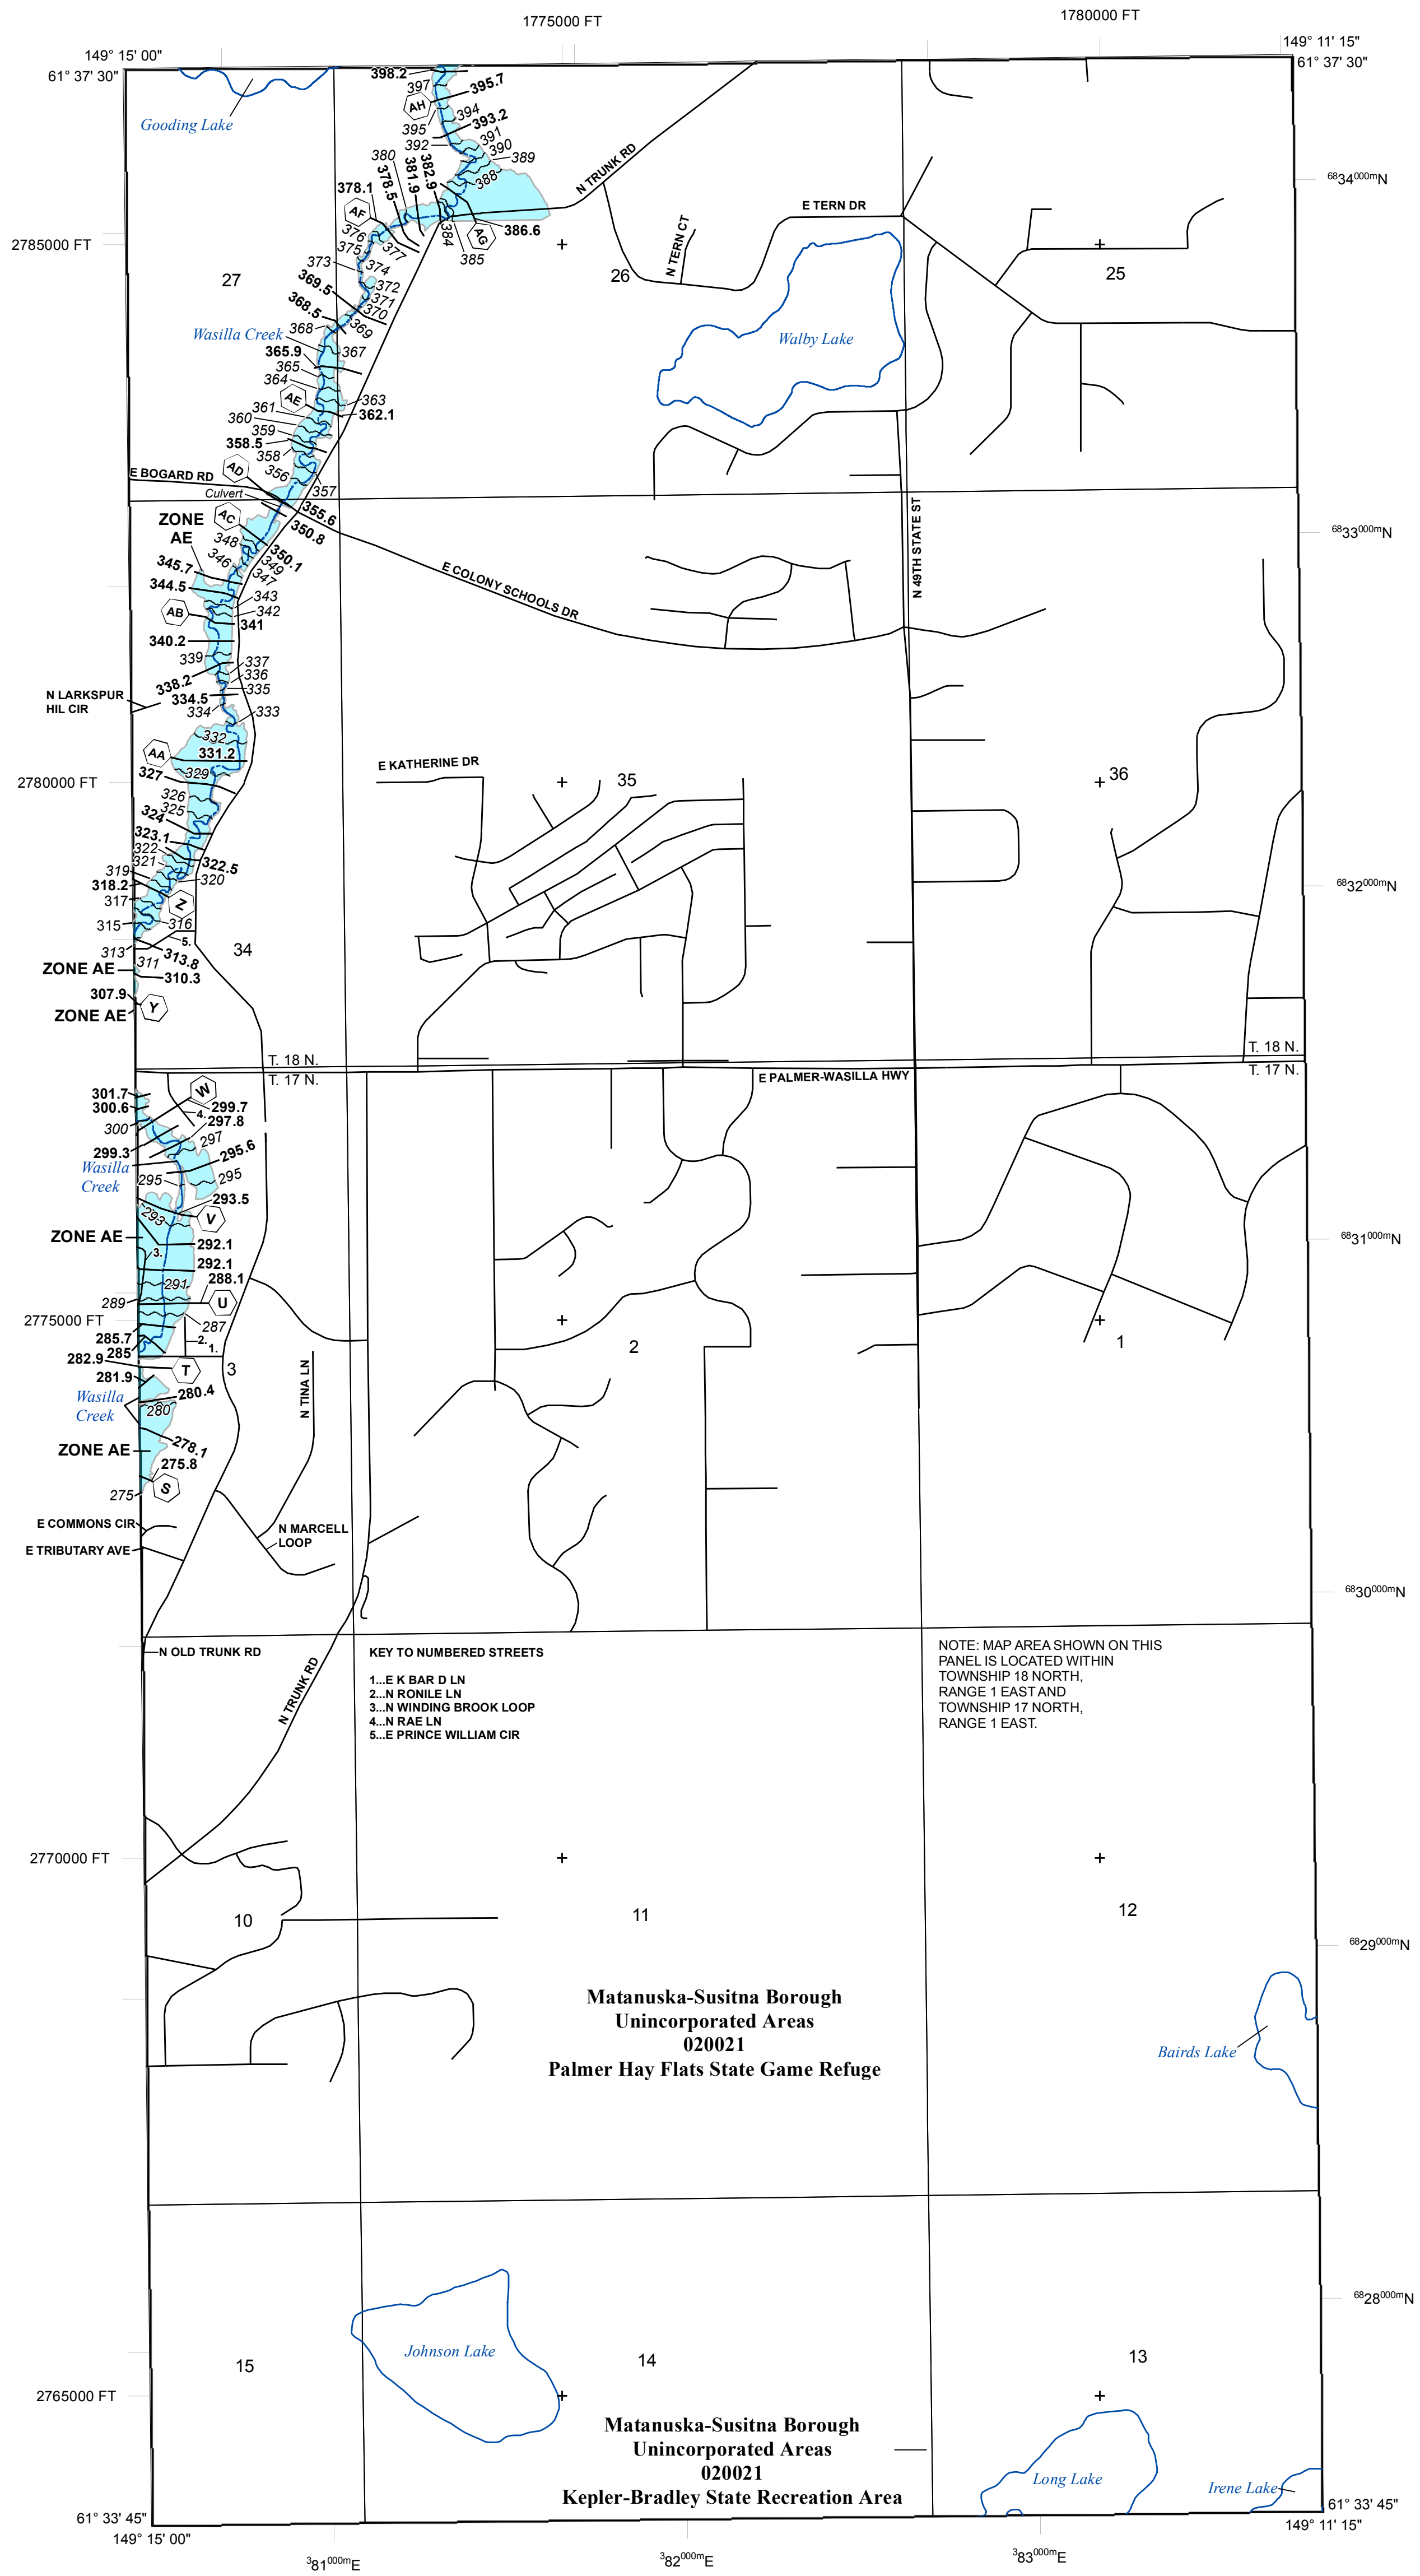 1775000 FT
1780000 FT
149° 15' 00"
149° 11' 15"
61° 37' 30"
61° 37' 30"
398.2
397
AH
395.7
394
395
393.2
392
391
390
389
388
Gooding Lake
N TRUNK RD
380
381.9
382.9
378.5
378.1
AF
376
375
377
373
374
384
AG
385
386.6
E TERN DR
N TERN CT
6834000mN
2785000 FT
27
26
25
372
371
370
369.5
368.5
369
368
Wasilla Creek
367
365.9
365
364
AE
363
362.1
361
360
359
358.5
358
356
357
AD
E BOGARD RD
Culvert
355.6
350.8
Walby Lake
ZONE
AE
AC
348
346
350.1
349
347
345.7
344.5
343
342
AB
341
340.2
339
337
338.2
336
335
334.5
334
333
N LARKSPUR
HIL CIR
E COLONY SCHOOLS DR
N 49TH STATE ST
6833000mN
332
AA
331.2
329
327
2780000 FT
326
325
324
323.1
322
321
322.5
319
320
318.2
317
Z
315
316
5.
313
313.8
311
ZONE AE
310.3
307.9
Y
ZONE AE
34
E KATHERINE DR
35
36
6832000mN
T. 18 N.
T. 17 N.
T. 18 N.
T. 17 N.
E PALMER-WASILLA HWY
W
301.7
300.6
299.7
4.
300
297.8
297
299.3
295.6
Wasilla
Creek
295
295
293.5
293
V
ZONE AE
292.1
3.
292.1
288.1
291
289
U
2775000 FT
287
285.7
2.
285
1.
282.9
T
3
281.9
280.4
Wasilla
Creek
280
278.1
ZONE AE
275.8
S
275
N TINA LN
2
1
6831000mN
E COMMONS CIR
E TRIBUTARY AVE
N MARCELL
LOOP
6830000mN
N OLD TRUNK RD
N TRUNK RD
KEY TO NUMBERED STREETS
1...E K BAR D LN
2...N RONILE LN
3...N WINDING BROOK LOOP
4...N RAE LN
5...E PRINCE WILLIAM CIR
NOTE: MAP AREA SHOWN ON THIS
PANEL IS LOCATED WITHIN
TOWNSHIP 18 NORTH,
RANGE 1 EAST AND
TOWNSHIP 17 NORTH,
RANGE 1 EAST.
2770000 FT
10
11
12
6829000mN
Matanuska-Susitna Borough
Unincorporated Areas
020021
Palmer Hay Flats State Game Refuge
Bairds Lake
6828000mN
Johnson Lake
15
14
13
2765000 FT
Matanuska-Susitna Borough
Unincorporated Areas
020021
Kepler-Bradley State Recreation Area
Long Lake
Irene Lake
61° 33' 45"
61° 33' 45"
149° 15' 00"
149° 11' 15"
381000mE
382000mE
383000mE